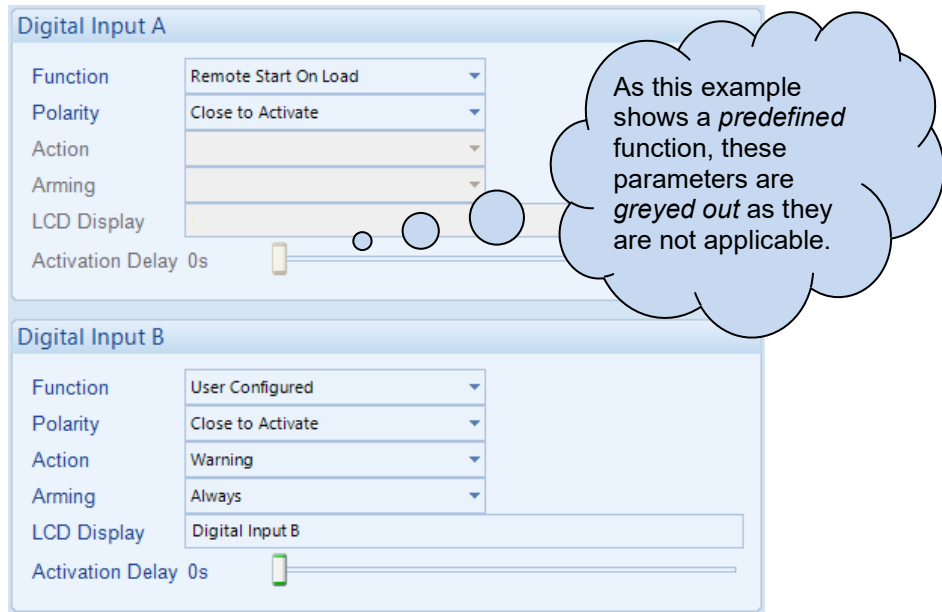 Digital Input A
Function Remote Start On Load
Polarity Close to Activate
Action
Arming
LCD Display
Activation Delay 0s
As this example
shows a predefined
function, these
parameters are
greyed out as they
are not applicable.
Digital Input B
Function User Configured
Polarity Close to Activate
Action Warning
Arming Always
LCD Display Digital Input B
Activation Delay 0s